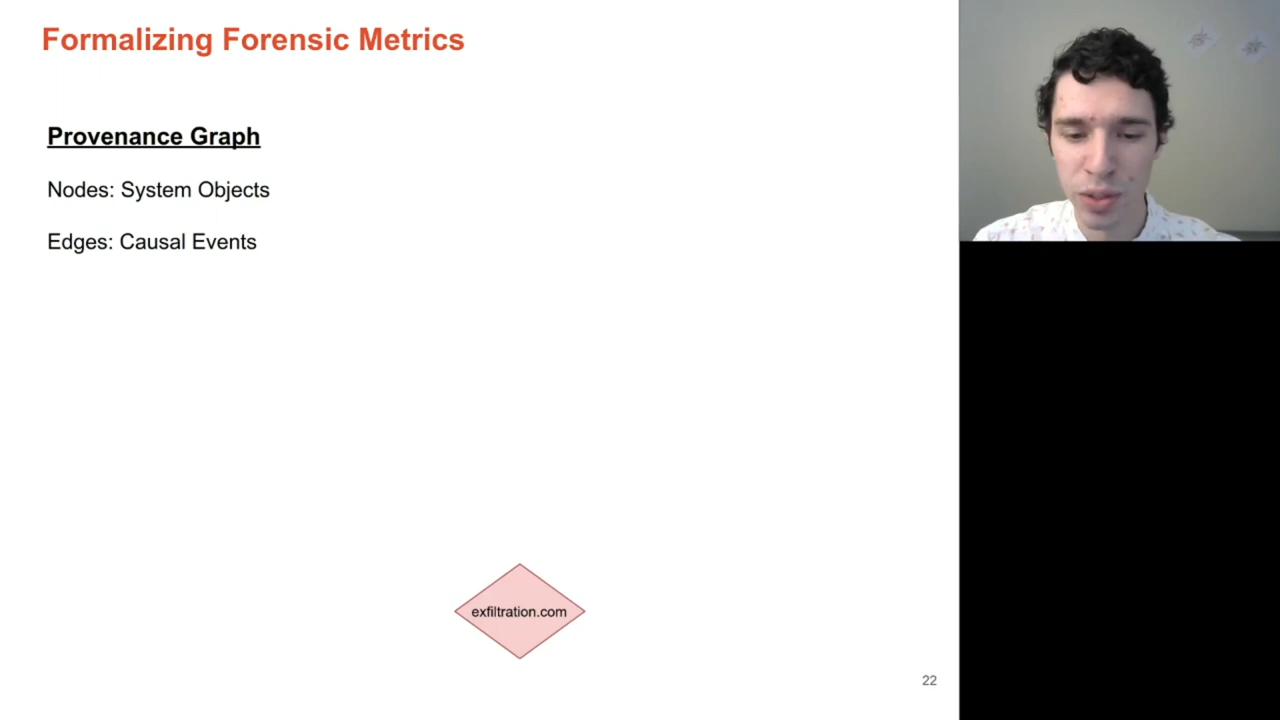 Formalizing Forensic Metrics
Provenance Graph
Nodes: System Objects
Edges: Causal Events
exfiltration.com
22